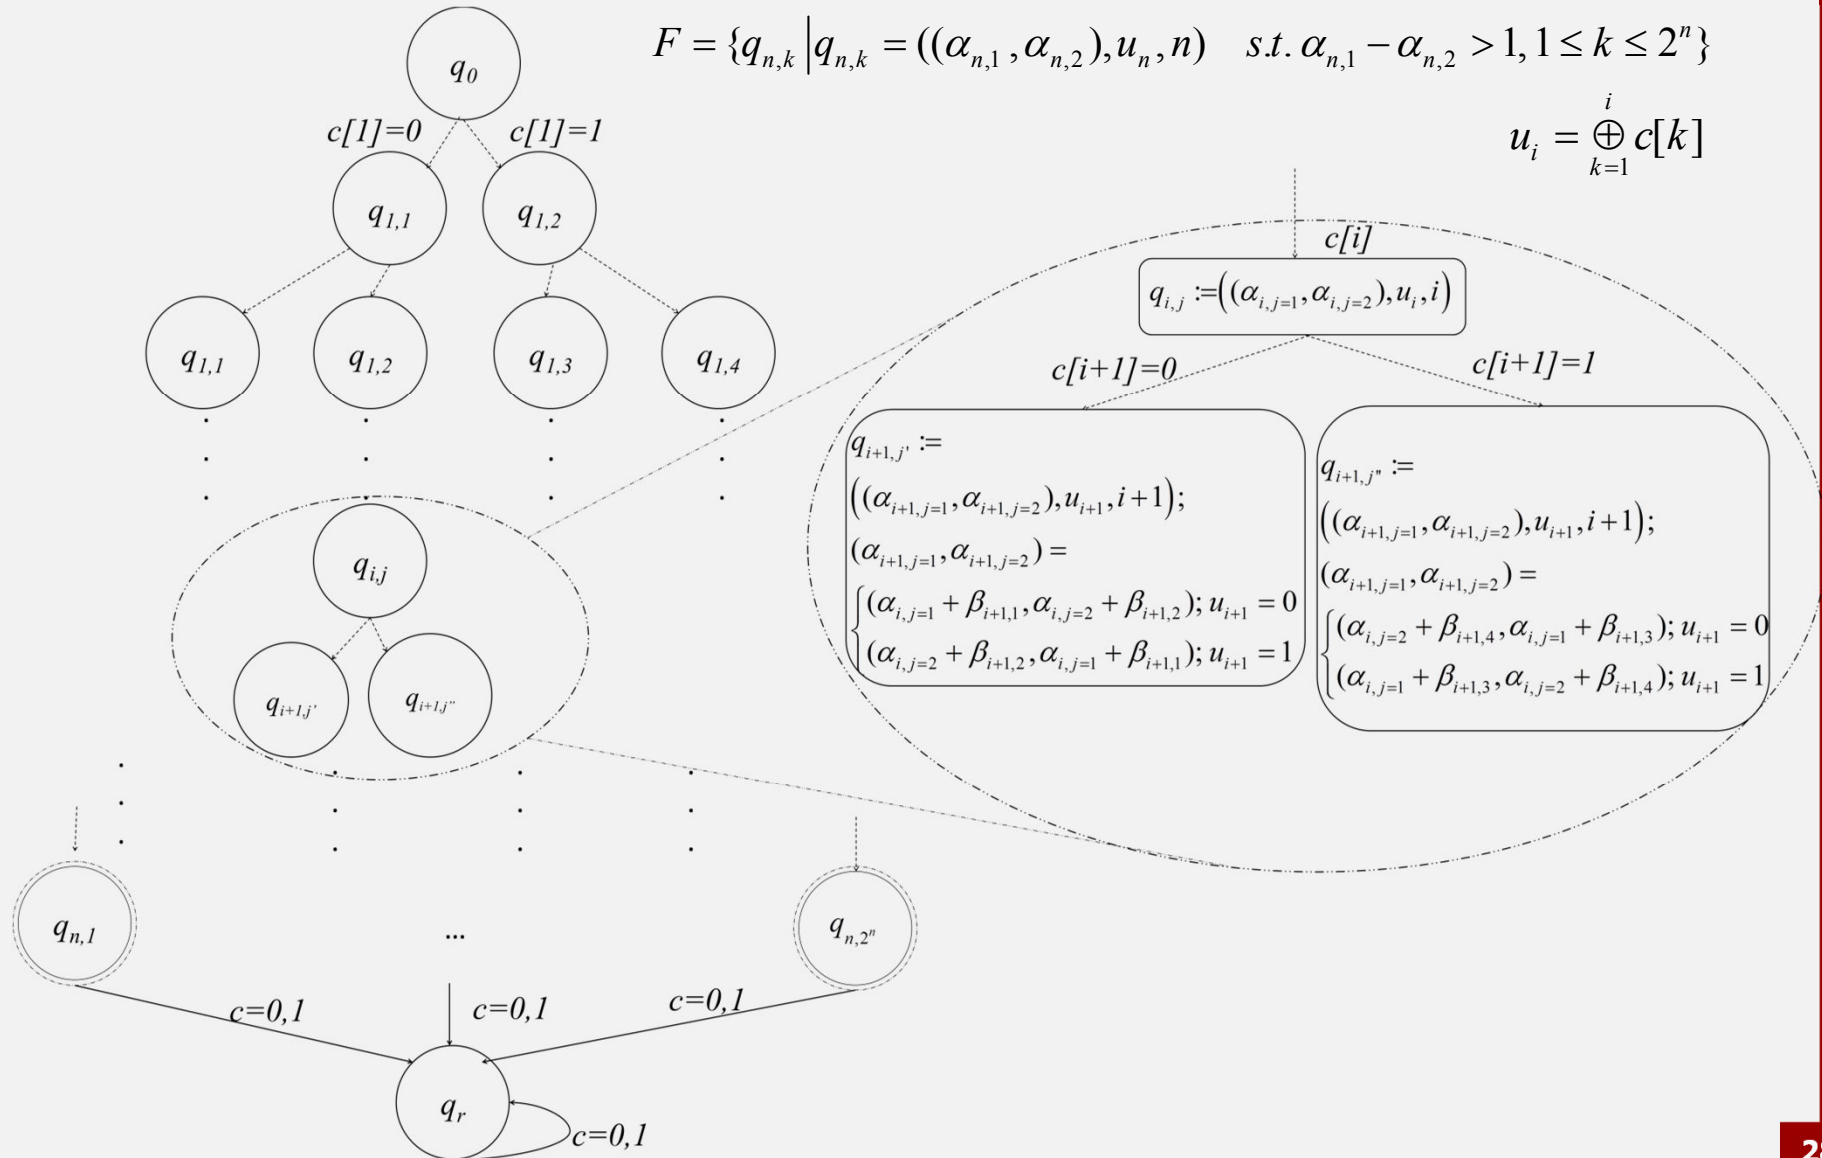 F = {q_{n,k} | q_{n,k} = ((α_{n,1}, α_{n,2}), u_n, n) s.t. α_{n,1} − α_{n,2} > 1, 1 ≤ k ≤ 2^n}
u_i = ⊕_{k=1}^{i} c[k]
q_0
c[1]=0 c[1]=1
q_{1,1} q_{1,2}
q_{1,1} q_{1,2} q_{1,3} q_{1,4}
q_{i,j}
q_{i+1,j'} q_{i+1,j''}
c[i]
q_{i,j} := ((α_{i,j=1}, α_{i,j=2}), u_i, i)
c[i+1]=0 c[i+1]=1
q_{i+1,j'} :=
((α_{i+1,j=1}, α_{i+1,j=2}), u_{i+1}, i+1);
(α_{i+1,j=1}, α_{i+1,j=2}) =
{(α_{i,j=1} + β_{i+1,1}, α_{i,j=2} + β_{i+1,2}); u_{i+1} = 0
(α_{i,j=2} + β_{i+1,2}, α_{i,j=1} + β_{i+1,1}); u_{i+1} = 1
q_{i+1,j"} :=
((α_{i+1,j=1}, α_{i+1,j=2}), u_{i+1}, i+1);
(α_{i+1,j=1}, α_{i+1,j=2}) =
{(α_{i,j=2} + β_{i+1,4}, α_{i,j=1} + β_{i+1,3}); u_{i+1} = 0
(α_{i,j=1} + β_{i+1,3}, α_{i,j=2} + β_{i+1,4}); u_{i+1} = 1
q_{n,1} ... q_{n,2^n}
c=0,1 c=0,1 c=0,1
q_r
c=0,1